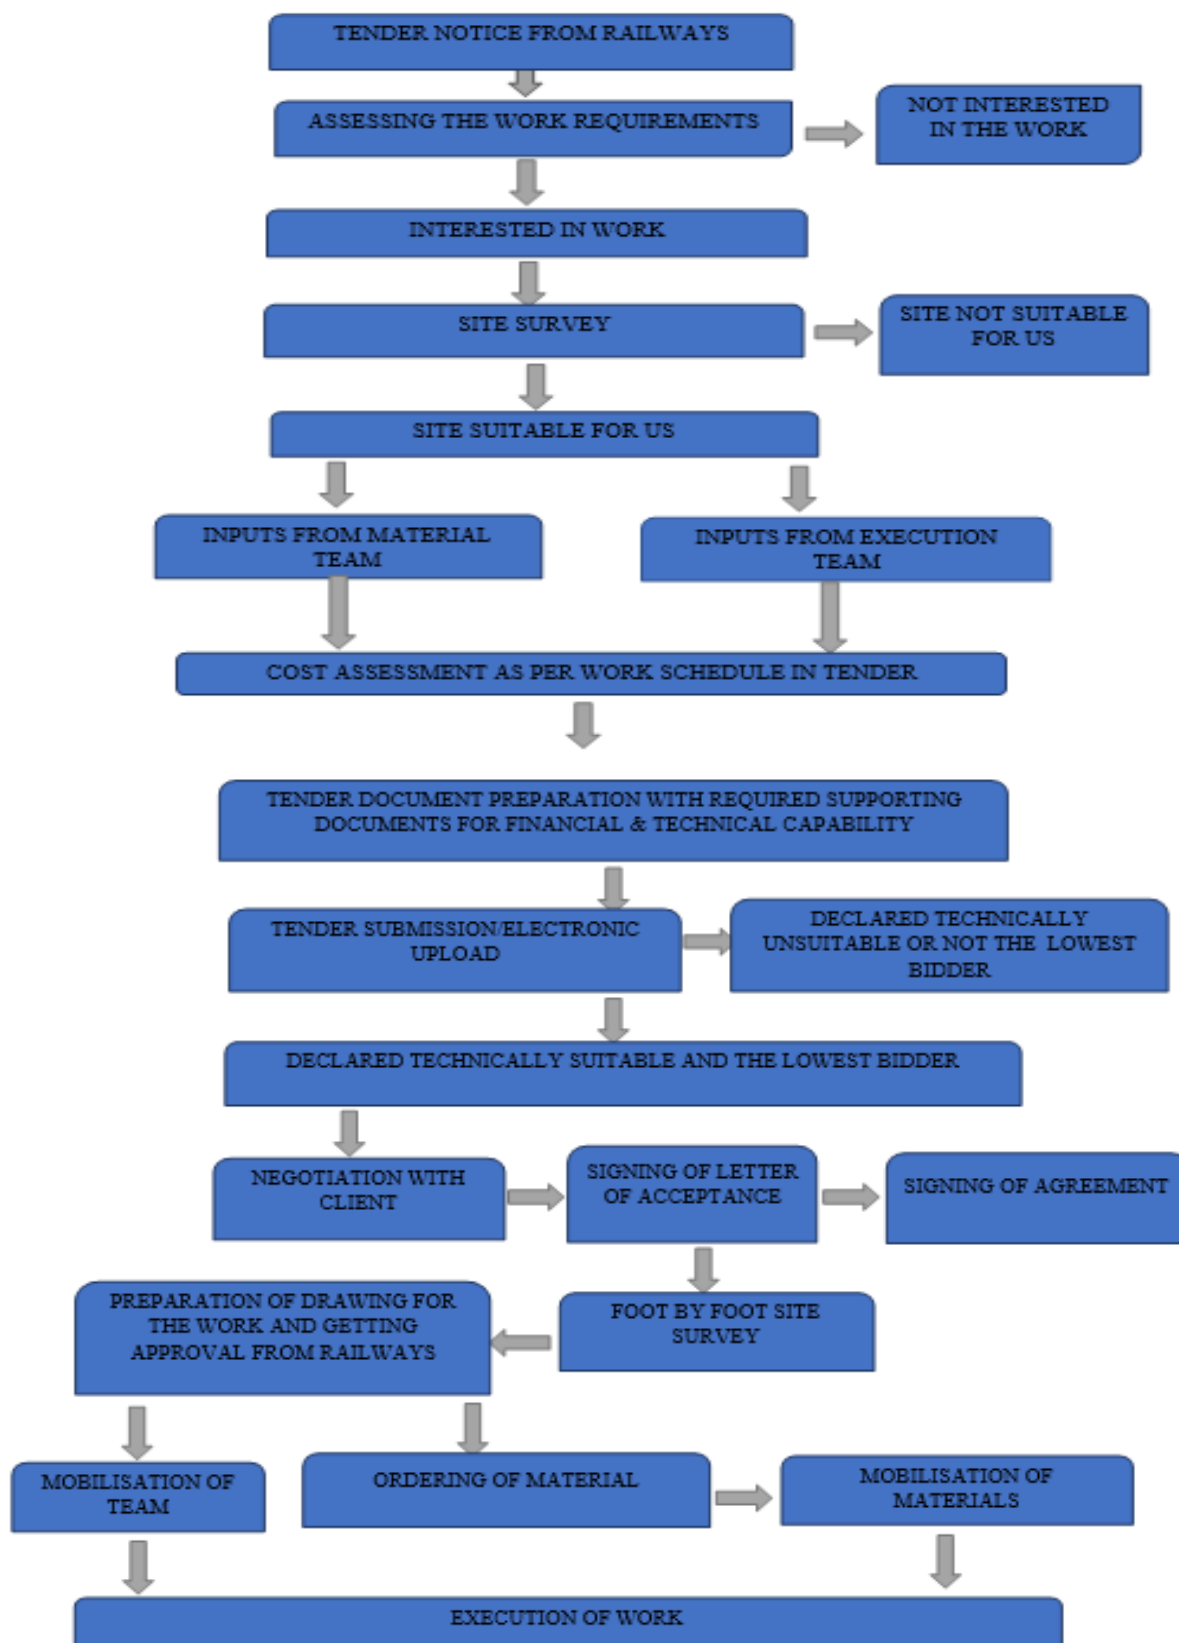 TENDER NOTICE FROM RAILWAYS
ASSESSING THE WORK REQUIREMENTS
NOT INTERESTED
IN THE WORK
INTERESTED IN WORK
SITE SURVEY
SITE NOT SUITABLE
FOR US
SITE SUITABLE FOR US
INPUTS FROM MATERIAL
TEAM
INPUTS FROM EXECUTION
TEAM
COST ASSESSMENT AS PER WORK SCHEDULE IN TENDER
TENDER DOCUMENT PREPARATION WITH REQUIRED SUPPORTING
DOCUMENTS FOR FINANCIAL & TECHNICAL CAPABILITY
TENDER SUBMISSION/ELECTRONIC
UPLOAD
DECLARED TECHNICALLY
UNSUITABLE OR NOT THE LOWEST
BIDDER
DECLARED TECHNICALLY SUITABLE AND THE LOWEST BIDDER
NEGOTIATION WITH
CLIENT
SIGNING OF LETTER
OF ACCEPTANCE
SIGNING OF AGREEMENT
PREPARATION OF DRAWING FOR
THE WORK AND GETTING
APPROVAL FROM RAILWAYS
FOOT BY FOOT SITE
SURVEY
MOBILISATION OF
TEAM
ORDERING OF MATERIAL
MOBILISATION OF
MATERIALS
EXECUTION OF WORK